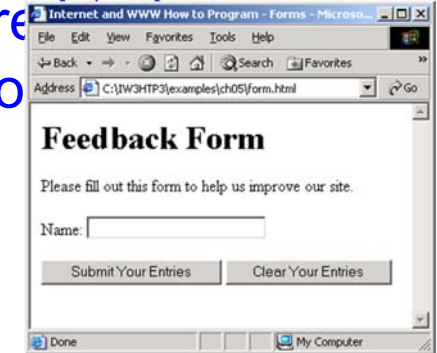 Internet and WWW How to Program - Forms - Microso...
re
File Edit View Favorites Tools Help
Back Search Favorites »
Address C:\IW3HTP3\examples\ch05\form.html Go
o
Feedback Form
Please fill out this form to help us improve our site.
Name:
Submit Your Entries Clear Your Entries
Done My Computer